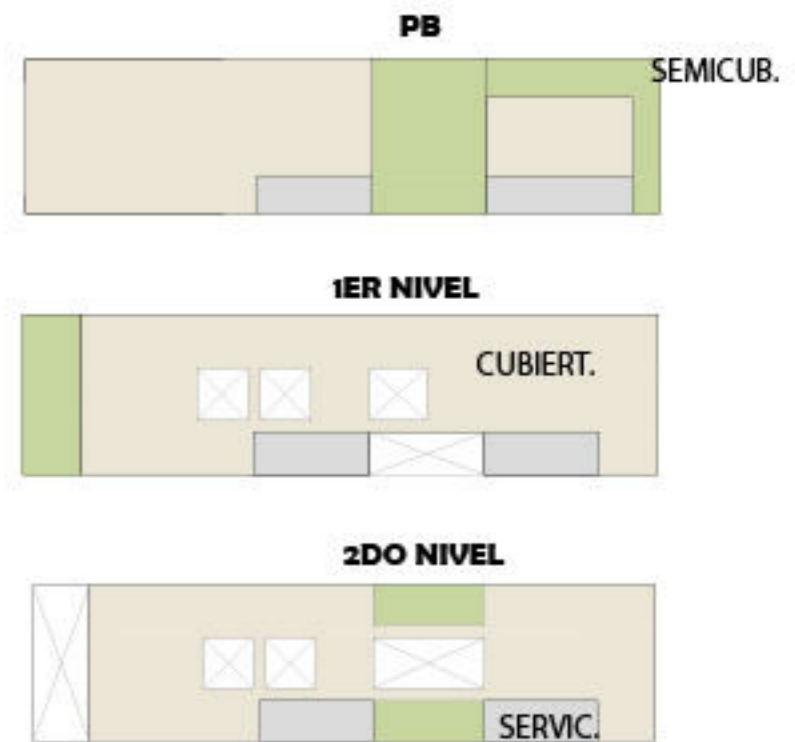 PB
SEMICUB.
1ER NIVEL
CUBIERT.
2DO NIVEL
SERVIC.